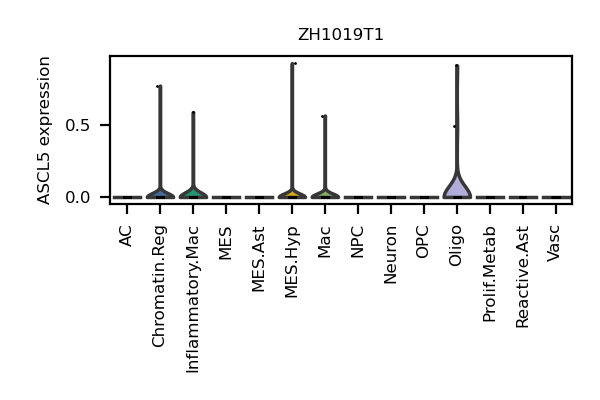 ZH1019T1
ASCL5 expression
0.5
0.0
AC
Chromatin.Reg
Inflammatory.Mac
MES
MES.Ast
MES.Hyp
Mac
NPC
Neuron
OPC
Oligo
Prolif.Metab
Reactive.Ast
Vasc